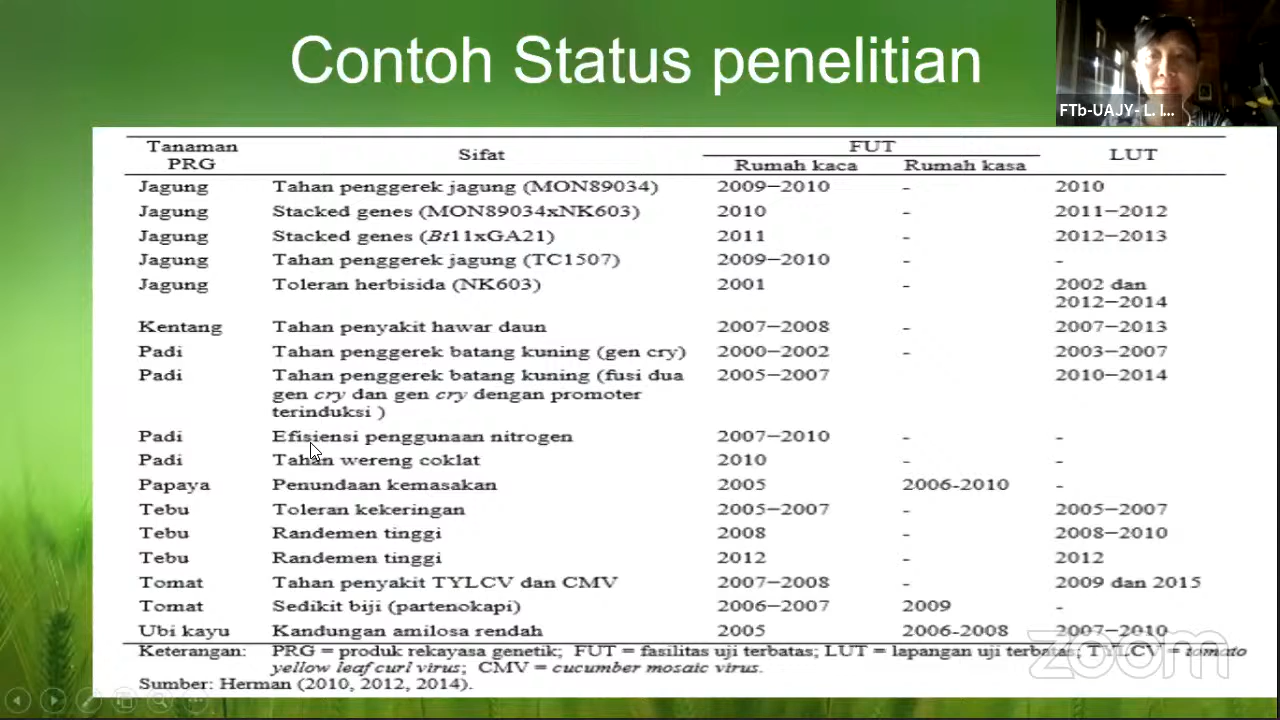 Contoh Status penelitian
FTb-UAJY- L. I...
Tanaman PRG Sifat FUT LUT
Rumah kaca Rumah kasa
Jagung Tahan penggerek jagung (MON89034) 2009–2010 - 2010
Jagung Stacked genes (MON89034xNK603) 2010 - 2011–2012
Jagung Stacked genes (Bt11xGA21) 2011 - 2012–2013
Jagung Tahan penggerek jagung (TC1507) 2009–2010 - -
Jagung Toleran herbisida (NK603) 2001 - 2002 dan
2012–2014
Kentang Tahan penyakit hawar daun 2007–2008 - 2007–2013
Padi Tahan penggerek batang kuning (gen cry) 2000–2002 - 2003–2007
Padi Tahan penggerek batang kuning (fusi dua 2005–2007 2010–2014
gen cry dan gen cry dengan promoter
terinduksi )
Padi Efisiensi penggunaan nitrogen 2007–2010 - -
Padi Tahan wereng coklat 2010 - -
Papaya Penundaan kemasakan 2005 2006-2010 -
Tebu Toleran kekeringan 2005–2007 - 2005–2007
Tebu Randemen tinggi 2008 - 2008–2010
Tebu Randemen tinggi 2012 - 2012
Tomat Tahan penyakit TYLCV dan CMV 2007–2008 - 2009 dan 2015
Tomat Sedikit biji (partenokapi) 2006–2007 2009 -
Ubi kayu Kandungan amilosa rendah 2005 2006-2008 2007–2010
Keterangan: PRG = produk rekayasa genetik; FUT = fasilitas uji terbatas; LUT = lapangan uji terbatas; TYLCV = tomato
yellow leaf curl virus; CMV = cucumber mosaic virus.
Sumber: Herman (2010, 2012, 2014).
zoom